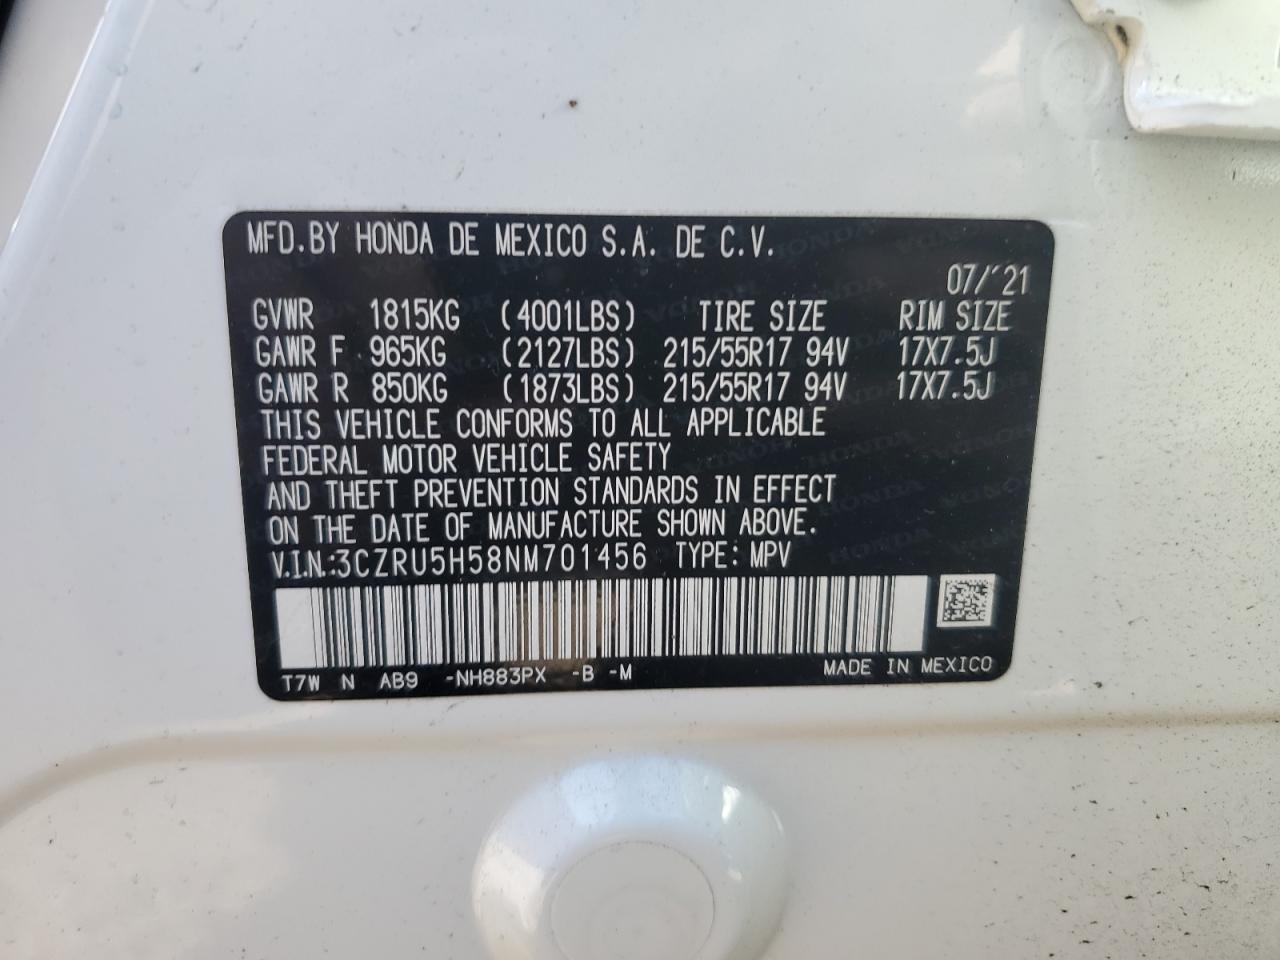 MFD. BY HONDA DE MEXICO S.A. DE C.V.
07/'21
GVWR 1815KG (4001LBS) TIRE SIZE RIM SIZE
GAWR F 965KG (2127LBS) 215/55R17 94V 17X7.5J
GAWR R 850KG (1873LBS) 215/55R17 94V 17X7.5J
THIS VEHICLE CONFORMS TO ALL APPLICABLE
FEDERAL MOTOR VEHICLE SAFETY
AND THEFT PREVENTION STANDARDS IN EFFECT
ON THE DATE OF MANUFACTURE SHOWN ABOVE.
V.I.N.:3CZRU5H58NM701456 TYPE: MPV
T7W N AB9 -NH883PX -B -M MADE IN MEXICO